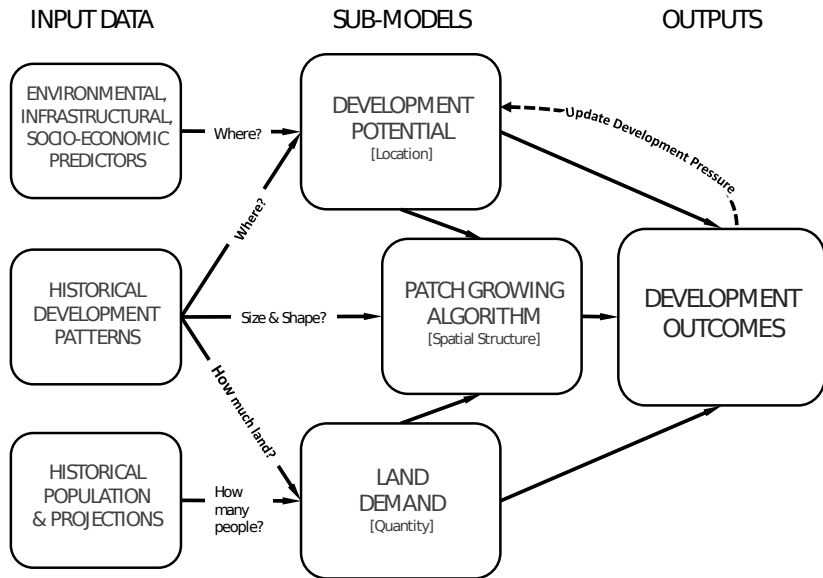 INPUT DATA
SUB-MODELS
OUTPUTS
ENVIRONMENTAL,
INFRASTRUCTURAL,
SOCIO-ECONOMIC
PREDICTORS
Where?
DEVELOPMENT
POTENTIAL
[Location]
Update Development Pressure
Where?
HISTORICAL
DEVELOPMENT
PATTERNS
Size & Shape?
PATCH GROWING
ALGORITHM
[Spatial Structure]
DEVELOPMENT
OUTCOMES
How much land?
HISTORICAL
POPULATION
& PROJECTIONS
How
many
people?
LAND
DEMAND
[Quantity]